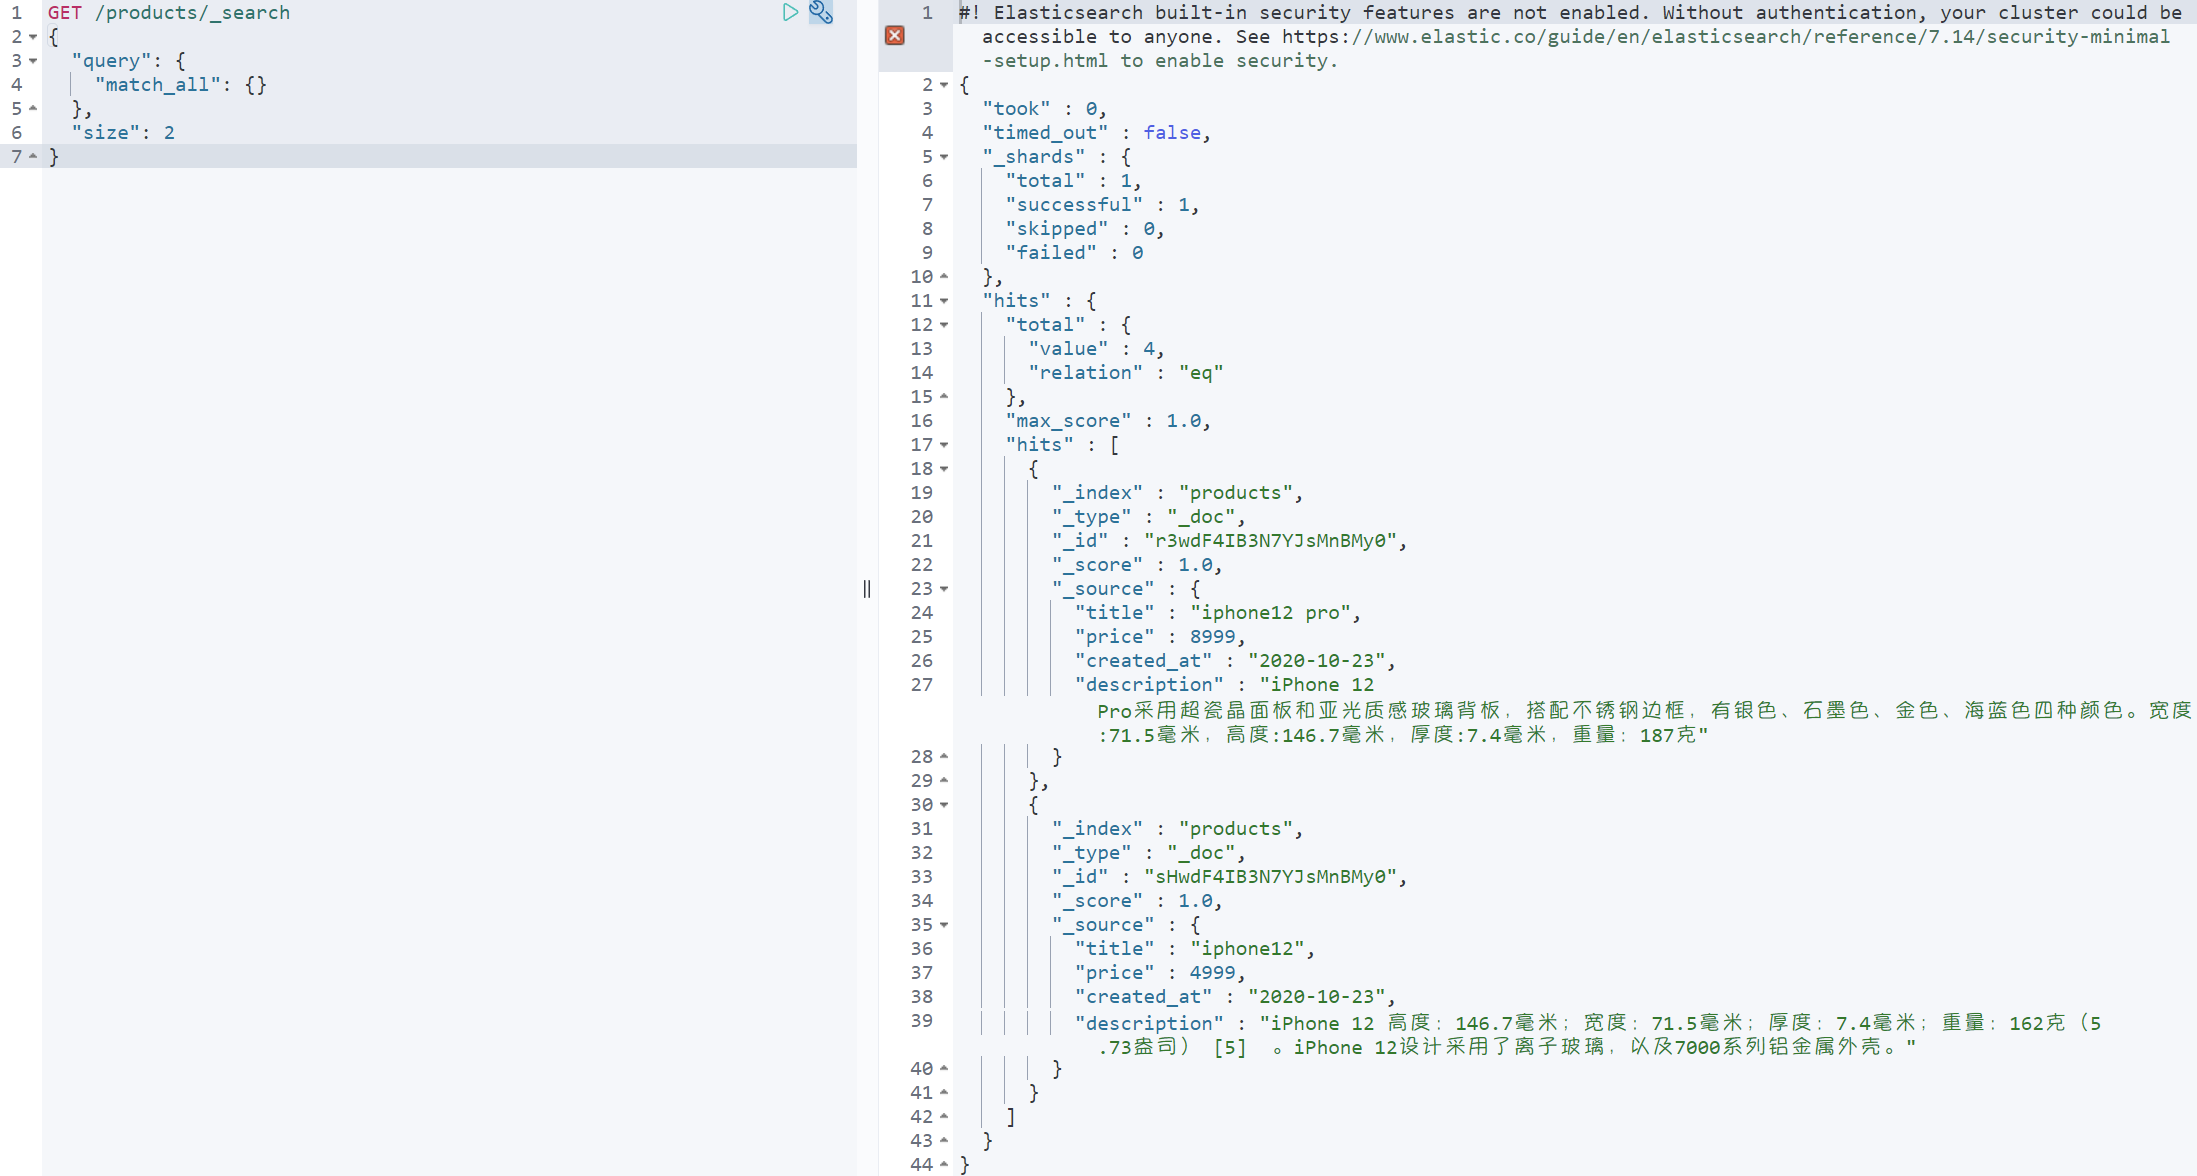 1 GET /products/_search
2 {
3 "query": {
4 "match_all": {}
5 },
6 "size": 2
7 }
1 #! Elasticsearch built-in security features are not enabled. Without authentication, your cluster could be
accessible to anyone. See https://www.elastic.co/guide/en/elasticsearch/reference/7.14/security-minimal
-setup.html to enable security.
2 {
3 "took" : 0,
4 "timed_out" : false,
5 "_shards" : {
6 "total" : 1,
7 "successful" : 1,
8 "skipped" : 0,
9 "failed" : 0
10 },
11 "hits" : {
12 "total" : {
13 "value" : 4,
14 "relation" : "eq"
15 },
16 "max_score" : 1.0,
17 "hits" : [
18 {
19 "_index" : "products",
20 "_type" : "_doc",
21 "_id" : "r3wdF4IB3N7YJsMnBMy0",
22 "_score" : 1.0,
23 "_source" : {
24 "title" : "iphone12 pro",
25 "price" : 8999,
26 "created_at" : "2020-10-23",
27 "description" : "iPhone 12
Pro采用超瓷晶面板和亚光质感玻璃背板，搭配不锈钢边框，有银色、石墨色、金色、海蓝色四种颜色。宽度
:71.5毫米，高度:146.7毫米，厚度:7.4毫米，重量：187克"
28 }
29 },
30 {
31 "_index" : "products",
32 "_type" : "_doc",
33 "_id" : "sHwdF4IB3N7YJsMnBMy0",
34 "_score" : 1.0,
35 "_source" : {
36 "title" : "iphone12",
37 "price" : 4999,
38 "created_at" : "2020-10-23",
39 "description" : "iPhone 12 高度：146.7毫米；宽度：71.5毫米；厚度：7.4毫米；重量：162克（5
.73盎司） [5]  。iPhone 12设计采用了离子玻璃，以及7000系列铝金属外壳。"
40 }
41 }
42 ]
43 }
44 }